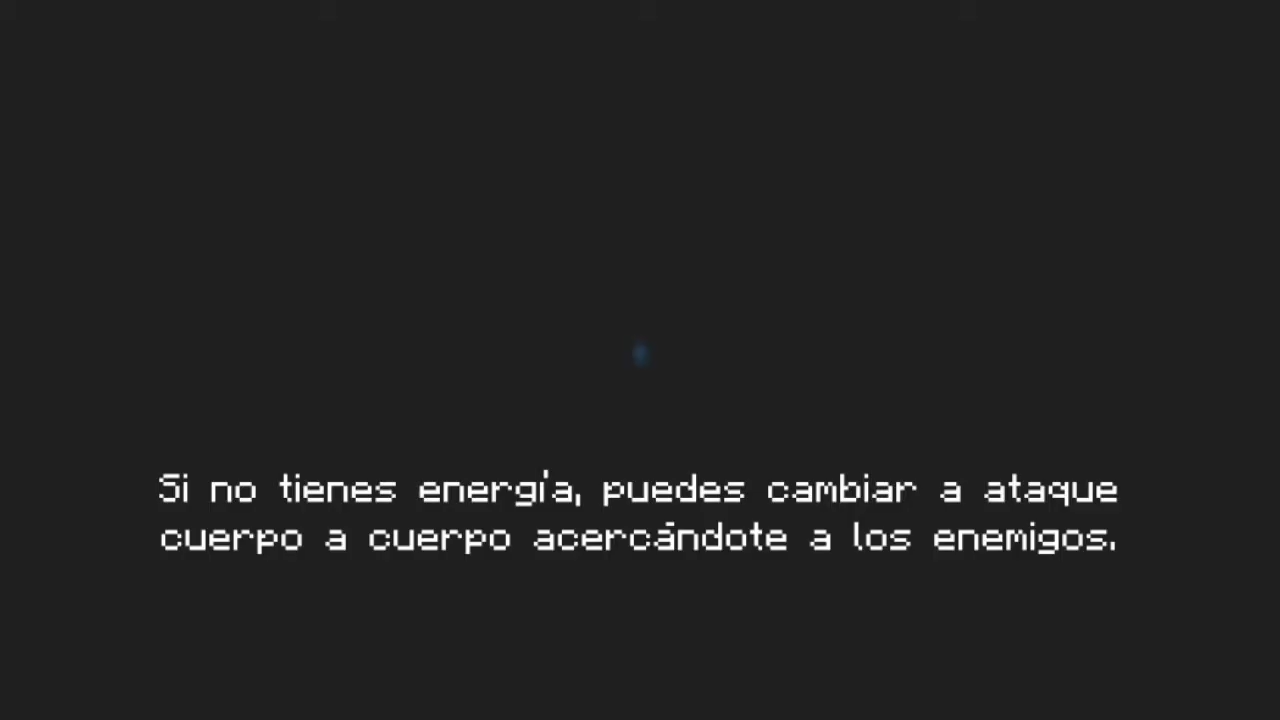 Si no tienes energía, puedes cambiar a ataque
cuerpo a cuerpo acercándote a los enemigos.